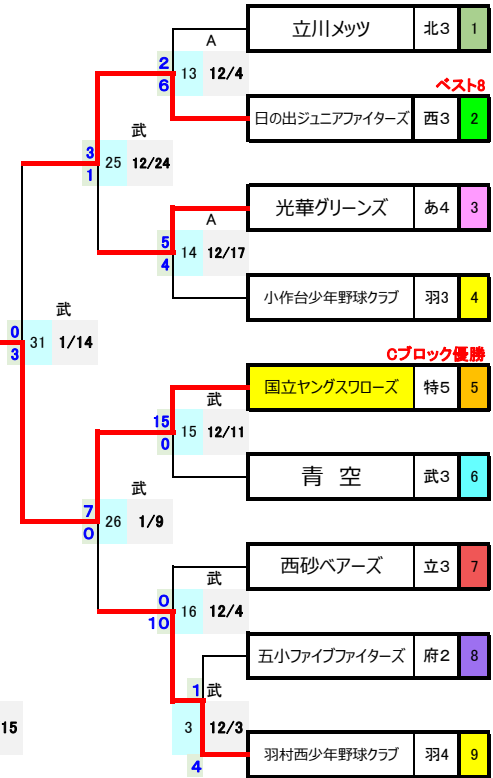 立川メッツ 北3 1
A
2
6
13 12/4
ベスト8
日の出ジュニアファイターズ 西3 2
武
3
1
25 12/24
光華グリーンズ あ4 3
A
5
4
14 12/17
小作台少年野球クラブ 羽3 4
武
0
3
31 1/14
Cブロック優勝
国立ヤングスワローズ 特5 5
武
15
0
15 12/11
青 空 武3 6
武
7
0
26 1/9
西砂ベアーズ 立3 7
武
0
10
16 12/4
五小ファイブファイターズ 府2 8
1 武
3 12/3
4
15
羽村西少年野球クラブ 羽4 9